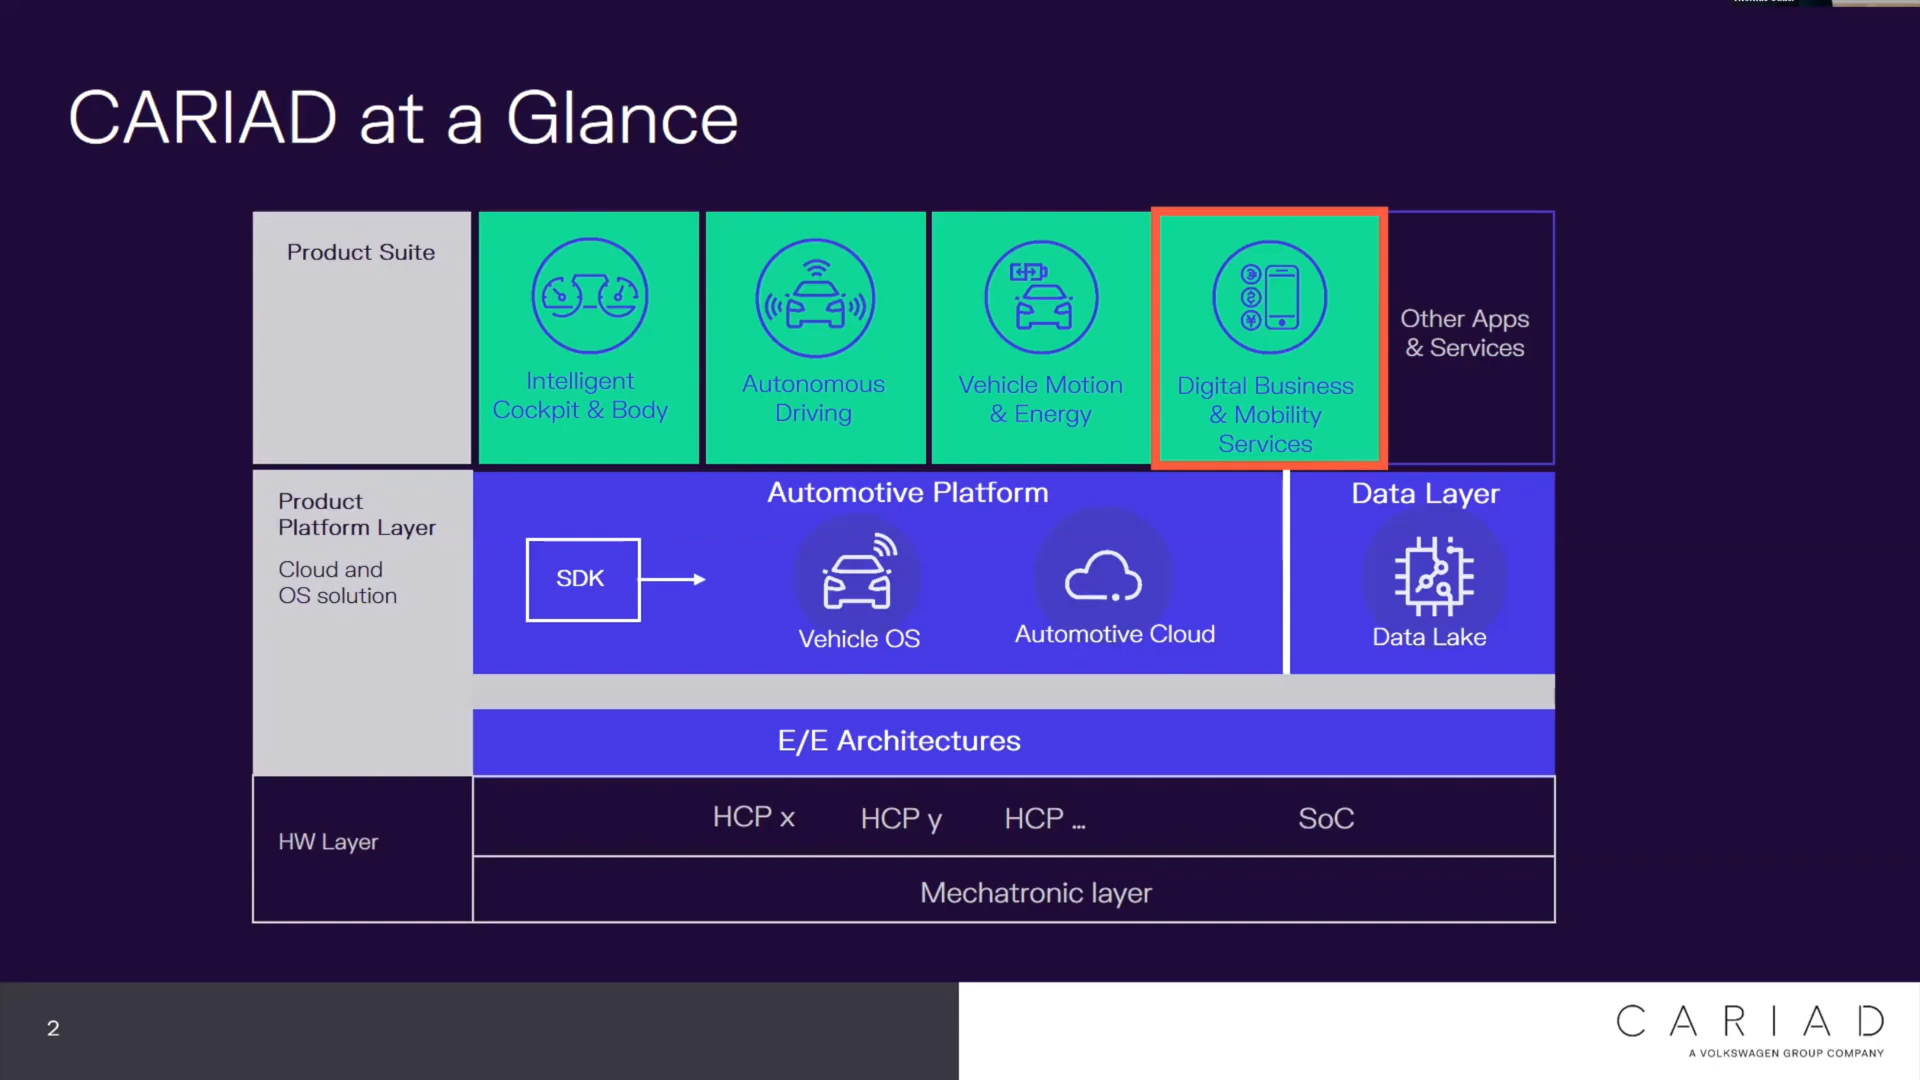 CARIAD at a Glance
Product Suite
Intelligent
Cockpit & Body
Autonomous
Driving
Vehicle Motion
& Energy
Digital Business
& Mobility
Services
Other Apps
& Services
Product
Platform Layer
Cloud and
OS solution
Automotive Platform
SDK
Vehicle OS
Automotive Cloud
Data Layer
Data Lake
E/E Architectures
HW Layer
HCP x
HCP y
HCP ...
SoC
Mechatronic layer
2
CARIAD
A VOLKSWAGEN GROUP COMPANY